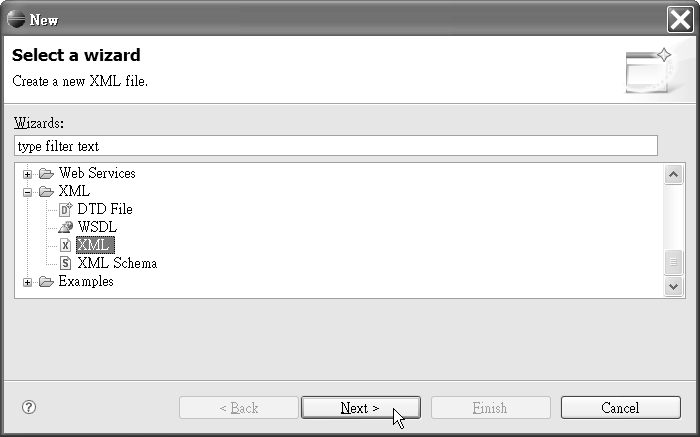 New
Select a wizard
Create a new XML file.
Wizards:
type filter text
Web Services
XML
DTD File
WSDL
XML
XML Schema
Examples
< Back Next > Finish Cancel